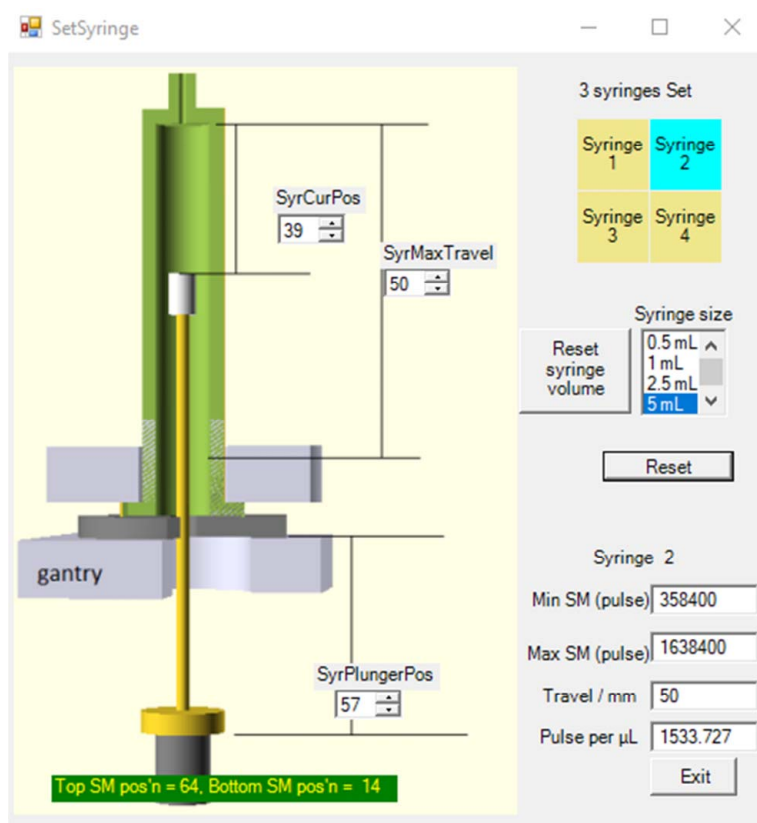 SetSyringe
3 syringes Set
Syringe
1
Syringe
2
Syringe
3
Syringe
4
SyrCurPos
39
SyrMaxTravel
50
Syringe size
Reset
syringe
volume
0.5 mL
1 mL
2.5 mL
5 mL
Reset
gantry
Syringe 2
Min SM (pulse) 358400
Max SM (pulse) 1638400
SyrPlungerPos
57
Travel / mm 50
Pulse per µL 1533.727
Top SM pos'n = 64, Bottom SM pos'n = 14
Exit